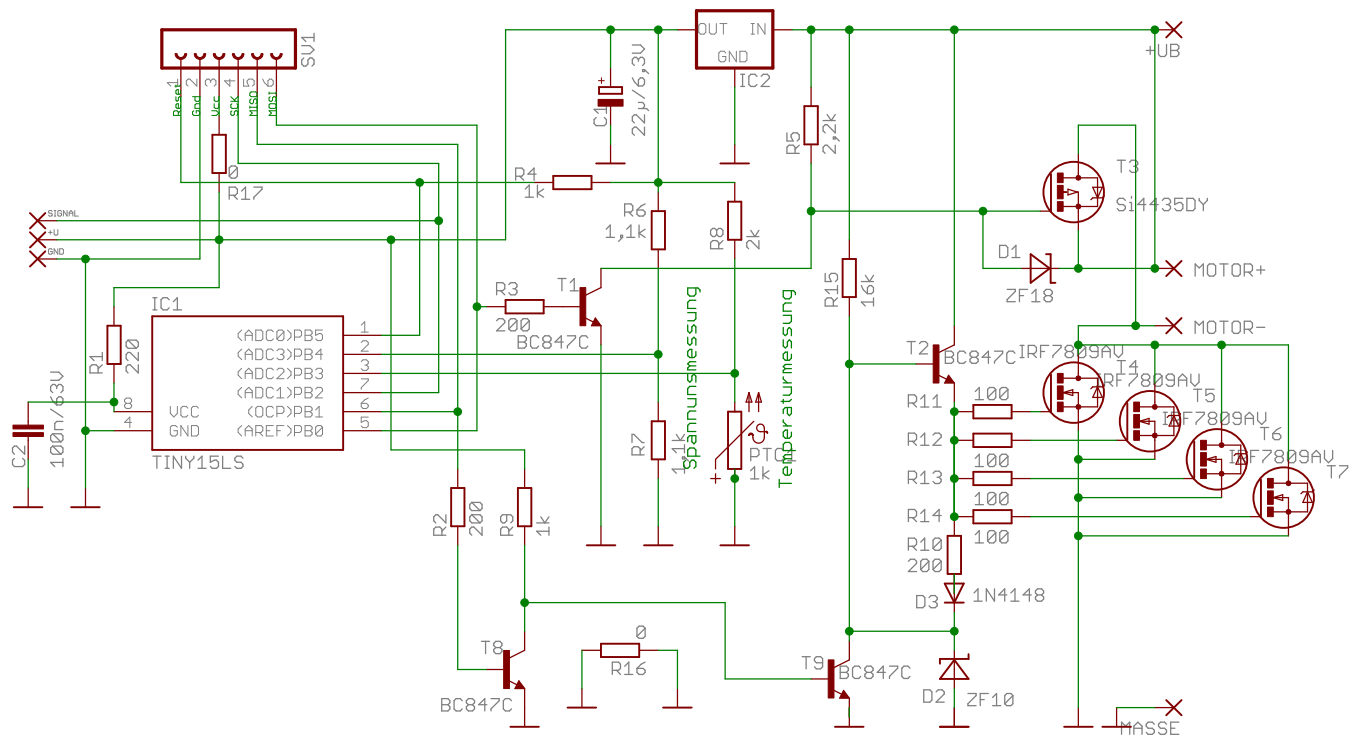 SV1
1
2
3
4
5
6
Reset
Gnd
Vcc
SCK
MISO
MOSI
0
R17
SIGNAL
+U
GND
C1
22µ/6,3V
OUT
IN
GND
IC2
+UB
R5
2,2k
R4
1k
R6
1,1k
R8
2k
T3
Si4435DY
D1
ZF18
MOTOR+
MOTOR-
R15
16k
IC1
R1
220
C2
100n/63V
(ADC0)PB5
(ADC3)PB4
(ADC2)PB3
(ADC1)PB2
(OCP)PB1
(AREF)PB0
1
2
3
7
6
5
8
4
VCC
GND
TINY15LS
R3
200
T1
BC847C
Spannunsmessung
Temperaturmessung
R7
1,1k
PTC1
1k
T2
BC847C
IRF7809AV
T4
IRF7809AV
T5
IRF7809AV
T6
IRF7809AV
T7
R11
100
R12
100
R13
100
R14
100
R10
200
D3
1N4148
R2
200
R9
1k
T8
BC847C
0
R16
T9
BC847C
D2
ZF10
MASSE